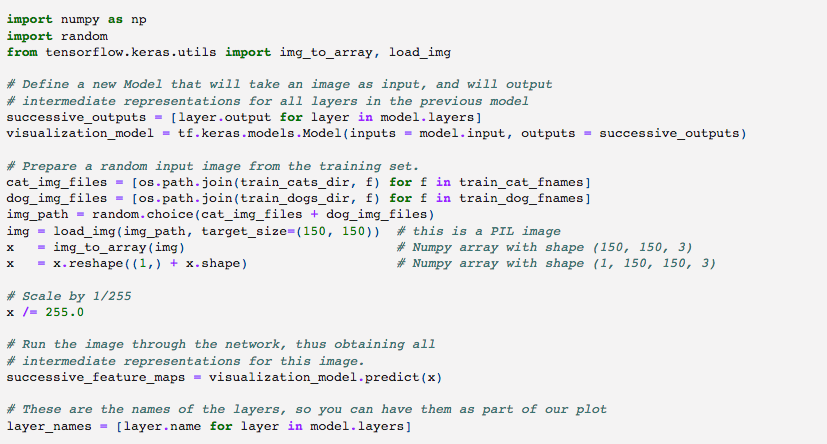 import numpy as np
import random
from tensorflow.keras.utils import img_to_array, load_img

# Define a new Model that will take an image as input, and will output
# intermediate representations for all layers in the previous model
successive_outputs = [layer.output for layer in model.layers]
visualization_model = tf.keras.models.Model(inputs = model.input, outputs = successive_outputs)

# Prepare a random input image from the training set.
cat_img_files = [os.path.join(train_cats_dir, f) for f in train_cat_fnames]
dog_img_files = [os.path.join(train_dogs_dir, f) for f in train_dog_fnames]
img_path = random.choice(cat_img_files + dog_img_files)
img = load_img(img_path, target_size=(150, 150))  # this is a PIL image
x   = img_to_array(img)                           # Numpy array with shape (150, 150, 3)
x   = x.reshape((1,) + x.shape)                   # Numpy array with shape (1, 150, 150, 3)

# Scale by 1/255
x /= 255.0

# Run the image through the network, thus obtaining all
# intermediate representations for this image.
successive_feature_maps = visualization_model.predict(x)

# These are the names of the layers, so you can have them as part of our plot
layer_names = [layer.name for layer in model.layers]